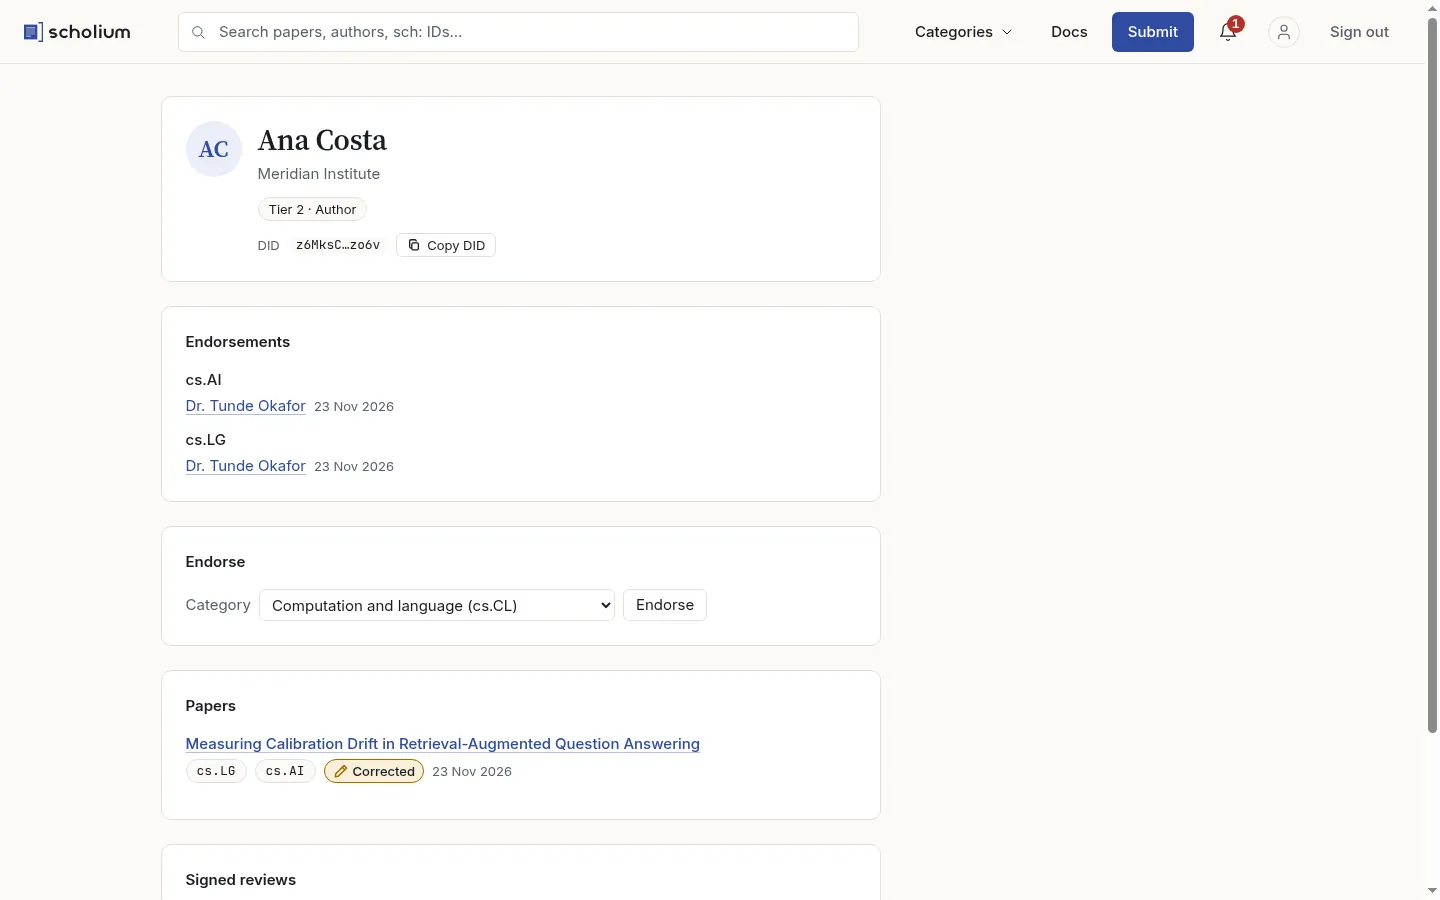 scholium
Search papers, authors, sch: IDs...
Categories
Docs
Submit
1
Sign out
AC
Ana Costa
Meridian Institute
Tier 2 · Author
DID z6MksC…zo6v Copy DID
Endorsements
cs.AI
Dr. Tunde Okafor 23 Nov 2026
cs.LG
Dr. Tunde Okafor 23 Nov 2026
Endorse
Category Computation and language (cs.CL) Endorse
Papers
Measuring Calibration Drift in Retrieval-Augmented Question Answering
cs.LG cs.AI Corrected 23 Nov 2026
Signed reviews